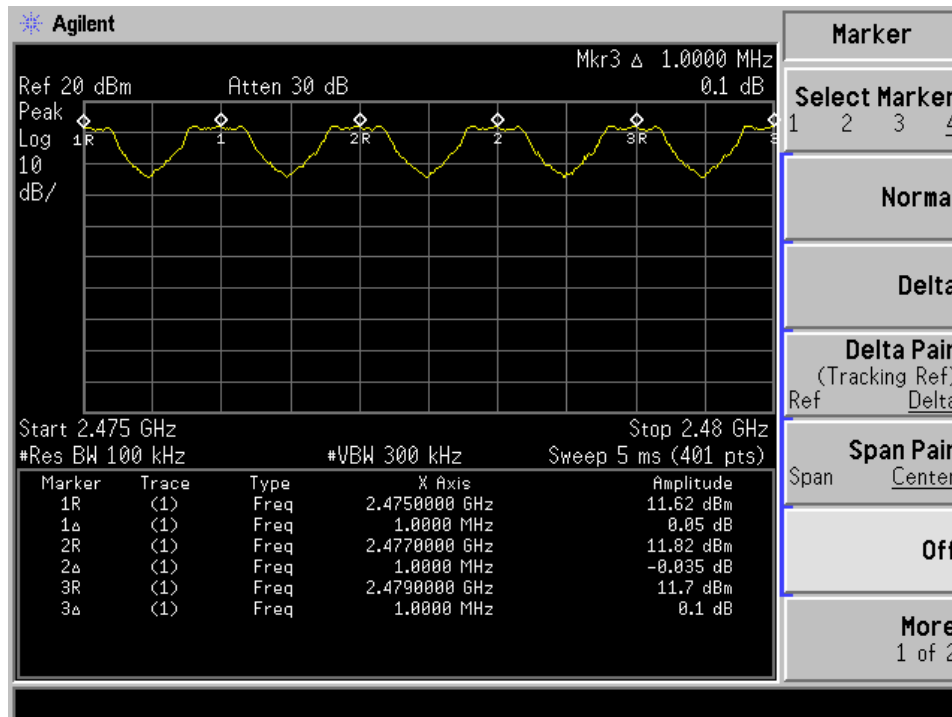 Agilent
Marker
Mkr3 Δ 1.0000 MHz
Ref 20 dBm Atten 30 dB 0.1 dB
Peak
Log
10
dB/
1R 1 2R 2 3R 3
Start 2.475 GHz Stop 2.48 GHz
#Res BW 100 kHz #VBW 300 kHz Sweep 5 ms (401 pts)
Marker Trace Type X Axis Amplitude
1R (1) Freq 2.4750000 GHz 11.62 dBm
1Δ (1) Freq 1.0000 MHz 0.05 dB
2R (1) Freq 2.4770000 GHz 11.82 dBm
2Δ (1) Freq 1.0000 MHz -0.035 dB
3R (1) Freq 2.4790000 GHz 11.7 dBm
3Δ (1) Freq 1.0000 MHz 0.1 dB
Select Marker
1 2 3 4
Norma
Delta
Delta Pair
(Tracking Ref)
Ref Delta
Span Pair
Span Center
Off
More
1 of 2